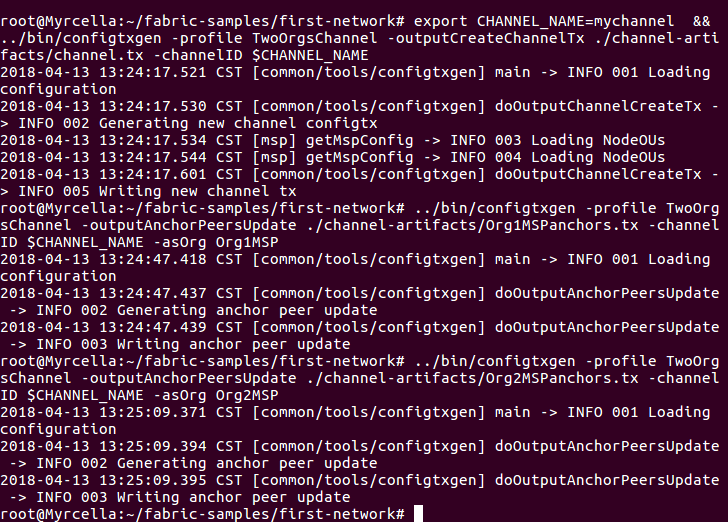 root@Myrcella:~/fabric-samples/first-network# export CHANNEL_NAME=mychannel  &&
../bin/configtxgen -profile TwoOrgsChannel -outputCreateChannelTx ./channel-arti
facts/channel.tx -channelID $CHANNEL_NAME
2018-04-13 13:24:17.521 CST [common/tools/configtxgen] main -> INFO 001 Loading
configuration
2018-04-13 13:24:17.530 CST [common/tools/configtxgen] doOutputChannelCreateTx -
> INFO 002 Generating new channel configtx
2018-04-13 13:24:17.534 CST [msp] getMspConfig -> INFO 003 Loading NodeOUs
2018-04-13 13:24:17.544 CST [msp] getMspConfig -> INFO 004 Loading NodeOUs
2018-04-13 13:24:17.601 CST [common/tools/configtxgen] doOutputChannelCreateTx -
> INFO 005 Writing new channel tx
root@Myrcella:~/fabric-samples/first-network# ../bin/configtxgen -profile TwoOrg
sChannel -outputAnchorPeersUpdate ./channel-artifacts/Org1MSPanchors.tx -channel
ID $CHANNEL_NAME -asOrg Org1MSP
2018-04-13 13:24:47.418 CST [common/tools/configtxgen] main -> INFO 001 Loading
configuration
2018-04-13 13:24:47.437 CST [common/tools/configtxgen] doOutputAnchorPeersUpdate
 -> INFO 002 Generating anchor peer update
2018-04-13 13:24:47.439 CST [common/tools/configtxgen] doOutputAnchorPeersUpdate
 -> INFO 003 Writing anchor peer update
root@Myrcella:~/fabric-samples/first-network# ../bin/configtxgen -profile TwoOrg
sChannel -outputAnchorPeersUpdate ./channel-artifacts/Org2MSPanchors.tx -channel
ID $CHANNEL_NAME -asOrg Org2MSP
2018-04-13 13:25:09.371 CST [common/tools/configtxgen] main -> INFO 001 Loading
configuration
2018-04-13 13:25:09.394 CST [common/tools/configtxgen] doOutputAnchorPeersUpdate
 -> INFO 002 Generating anchor peer update
2018-04-13 13:25:09.395 CST [common/tools/configtxgen] doOutputAnchorPeersUpdate
 -> INFO 003 Writing anchor peer update
root@Myrcella:~/fabric-samples/first-network#